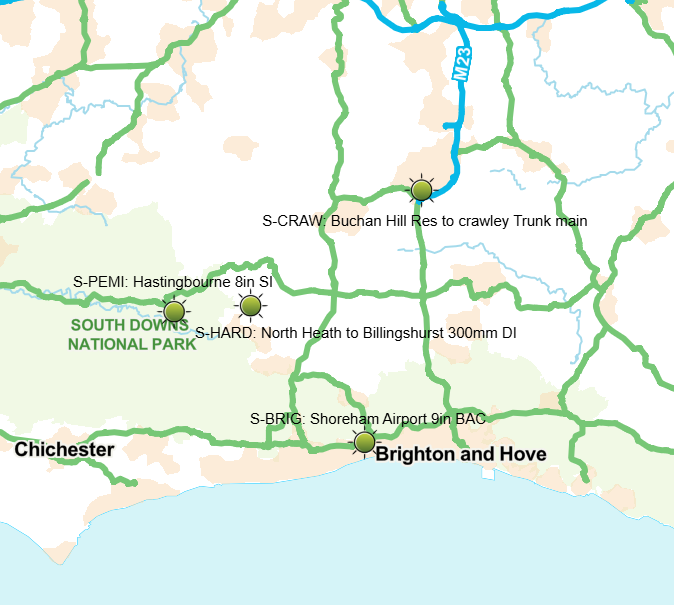 M23
S-CRAW: Buchan Hill Res to crawley Trunk main
S-PEMI: Hastingbourne 8in SI
SOUTH DOWNS
NATIONAL PARK
S-HARD: North Heath to Billingshurst 300mm DI
S-BRIG: Shoreham Airport 9in BAC
Chichester
Brighton and Hove